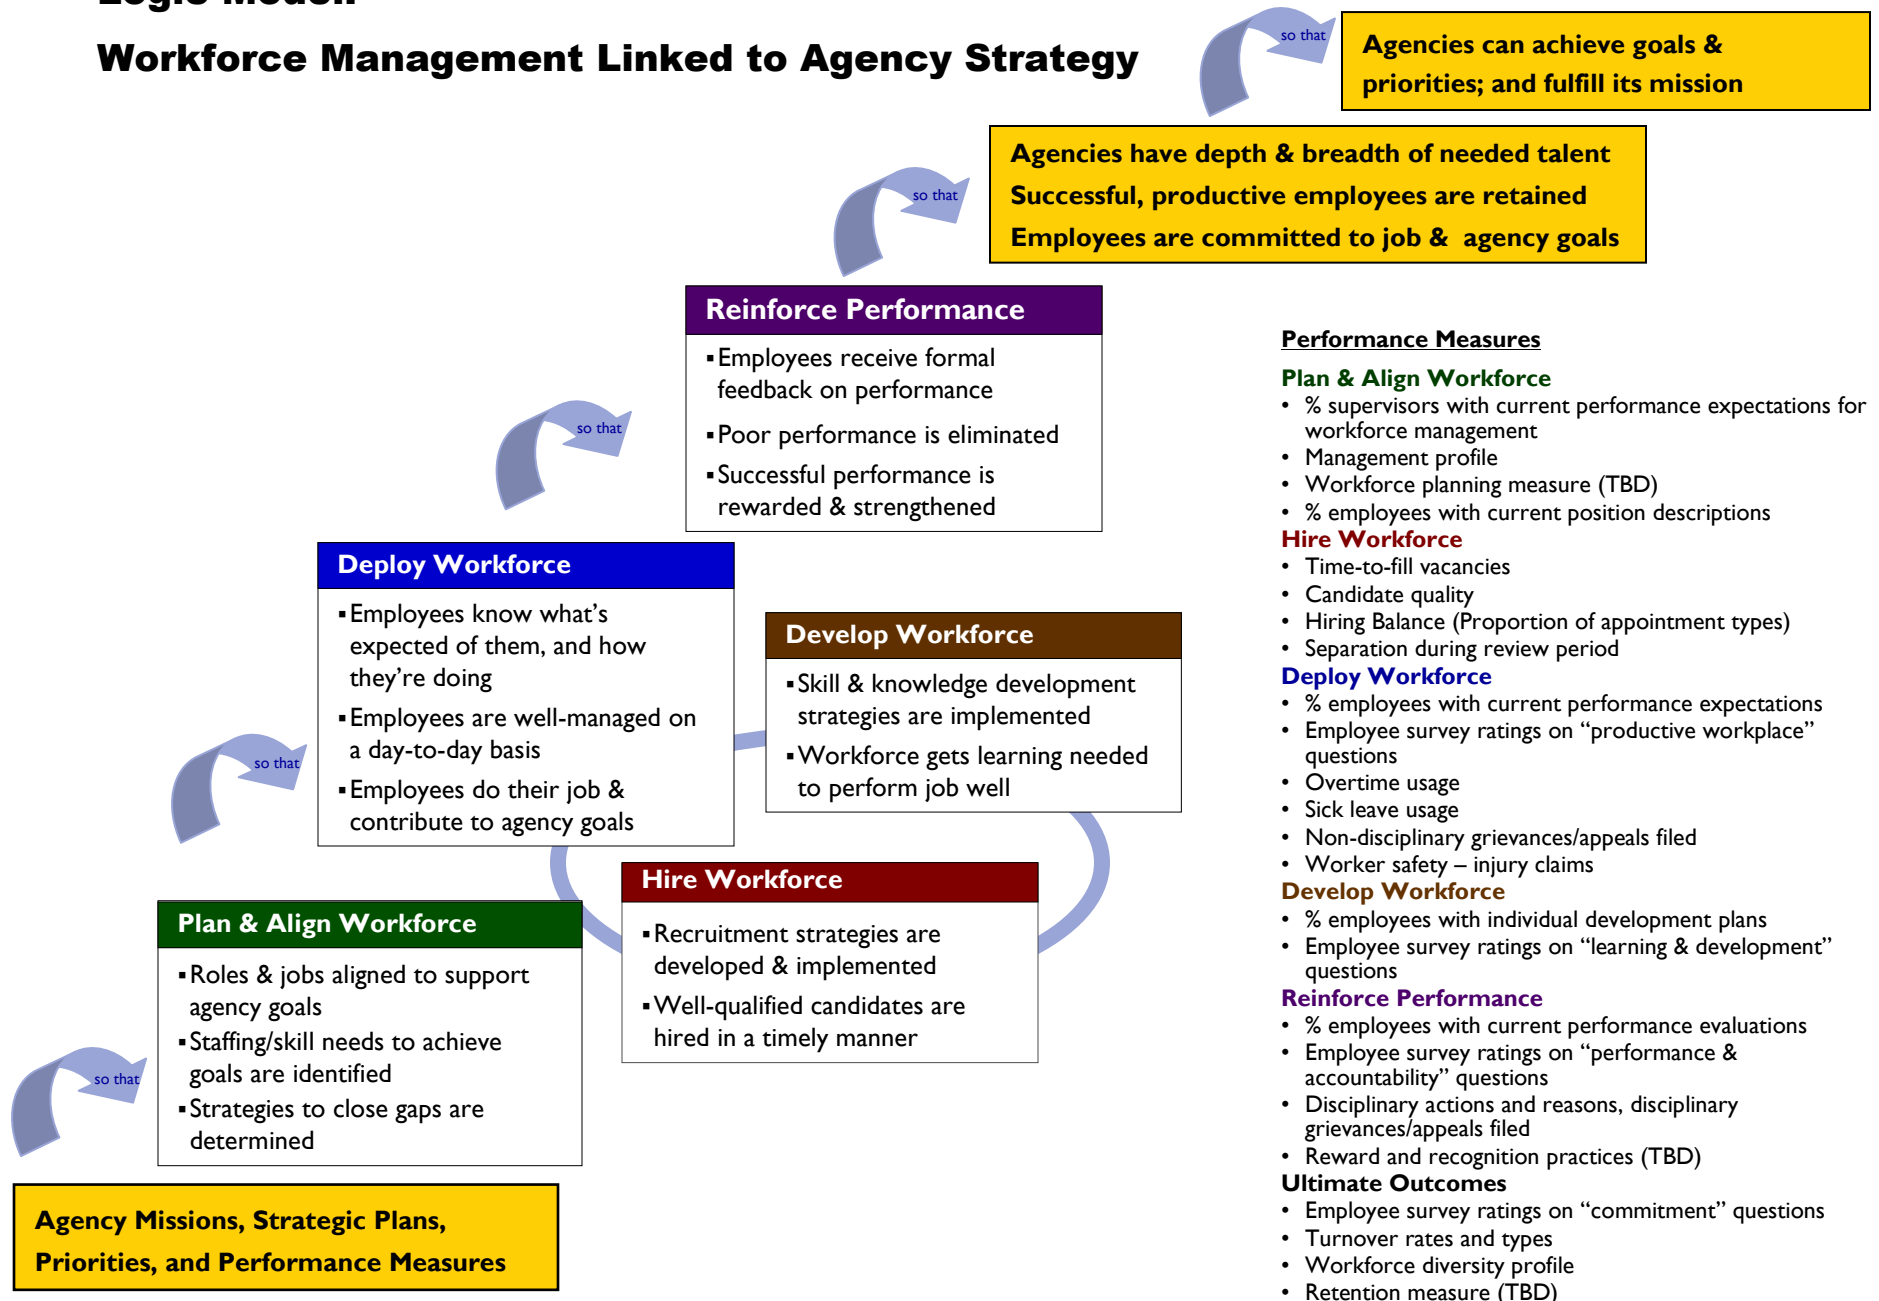 Logic Model:
Workforce Management Linked to Agency Strategy
so that
Agencies can achieve goals &
priorities; and fulfill its mission
so that
Agencies have depth & breadth of needed talent
Successful, productive employees are retained
Employees are committed to job & agency goals
so that
Reinforce Performance
▪Employees receive formal
feedback on performance
▪Poor performance is eliminated
▪Successful performance is
rewarded & strengthened
so that
Deploy Workforce
▪Employees know what’s
expected of them, and how
they’re doing
▪Employees are well-managed on
a day-to-day basis
▪Employees do their job &
contribute to agency goals
Develop Workforce
▪Skill & knowledge development
strategies are implemented
▪Workforce gets learning needed
to perform job well
Hire Workforce
▪Recruitment strategies are
developed & implemented
▪Well-qualified candidates are
hired in a timely manner
so that
Plan & Align Workforce
▪Roles & jobs aligned to support
agency goals
▪Staffing/skill needs to achieve
goals are identified
▪Strategies to close gaps are
determined
Agency Missions, Strategic Plans,
Priorities, and Performance Measures
Performance Measures
Plan & Align Workforce
• % supervisors with current performance expectations for
workforce management
• Management profile
• Workforce planning measure (TBD)
• % employees with current position descriptions
Hire Workforce
• Time-to-fill vacancies
• Candidate quality
• Hiring Balance (Proportion of appointment types)
• Separation during review period
Deploy Workforce
• % employees with current performance expectations
• Employee survey ratings on “productive workplace”
questions
• Overtime usage
• Sick leave usage
• Non-disciplinary grievances/appeals filed
• Worker safety – injury claims
Develop Workforce
• % employees with individual development plans
• Employee survey ratings on “learning & development”
questions
Reinforce Performance
• % employees with current performance evaluations
• Employee survey ratings on “performance &
accountability” questions
• Disciplinary actions and reasons, disciplinary
grievances/appeals filed
• Reward and recognition practices (TBD)
Ultimate Outcomes
• Employee survey ratings on “commitment” questions
• Turnover rates and types
• Workforce diversity profile
• Retention measure (TBD)